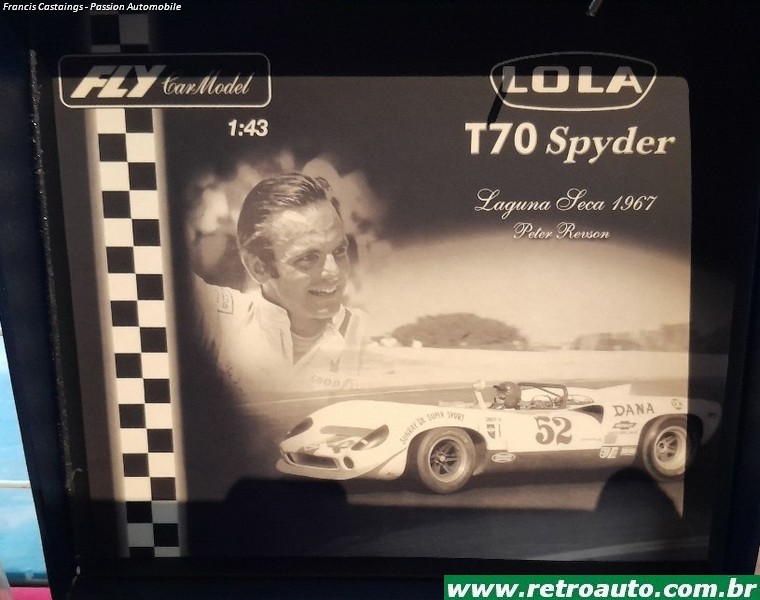 Francis Castaings - Passion Automobile
FLY CarModel
1:43
LOLA
T70 Spyder
Laguna Seca 1967
Peter Revson
DANA
52
www.retroauto.com.br